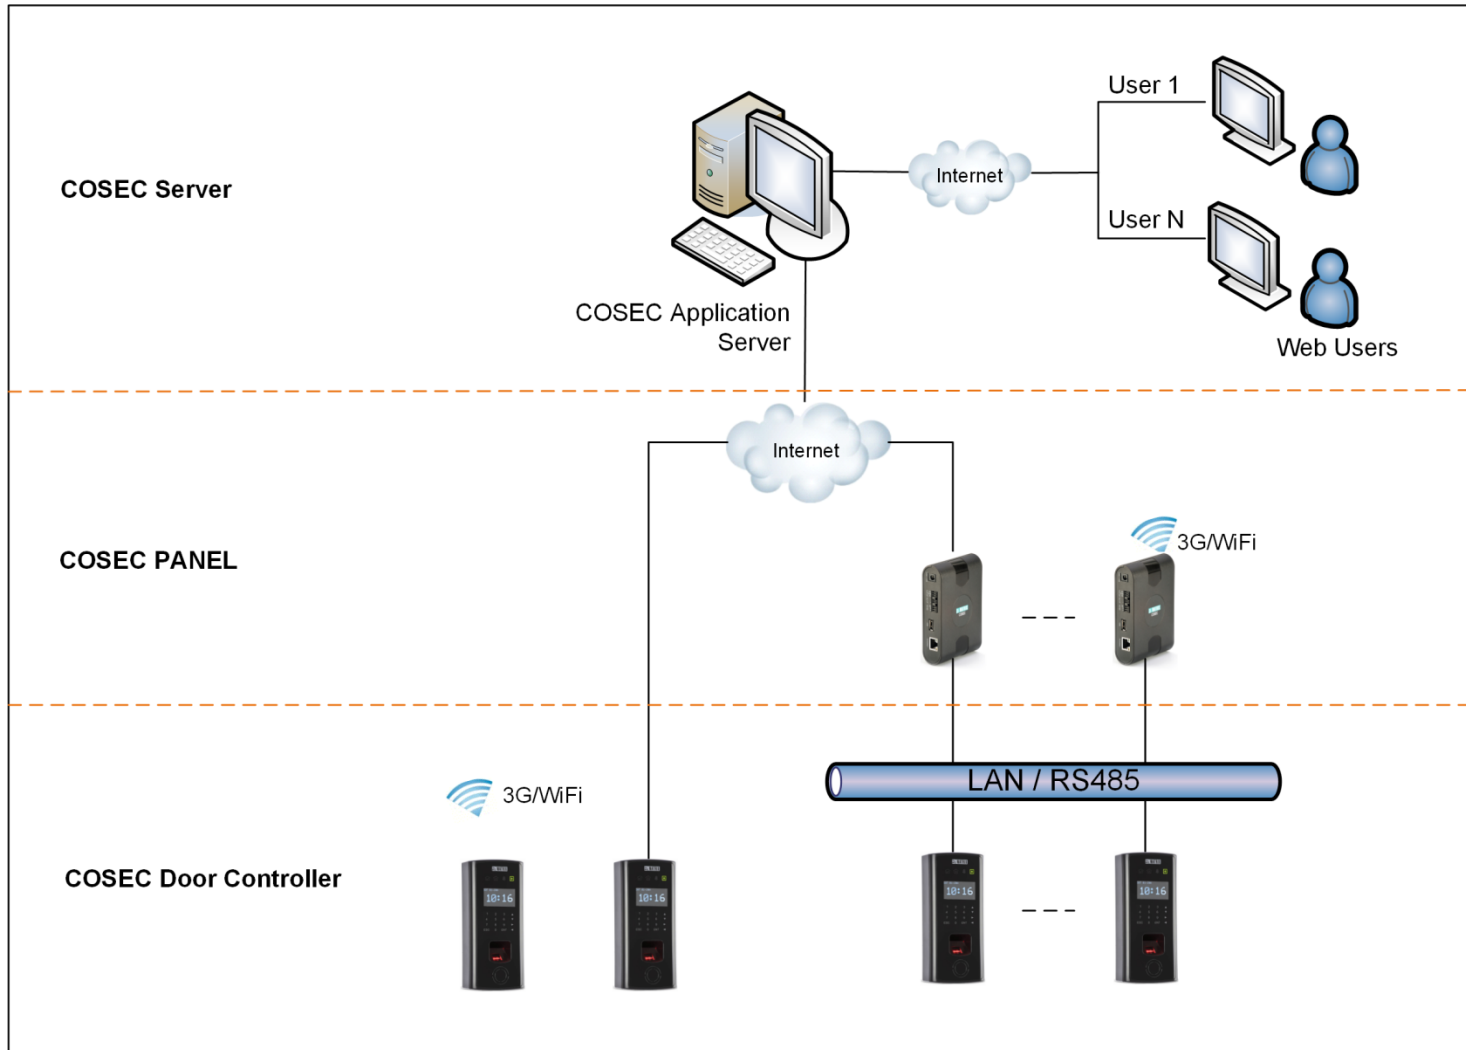 User 1
Internet
COSEC Server
User N
COSEC Application
Server
Web Users
Internet
3G/WiFi
COSEC PANEL
LAN / RS485
3G/WiFi
COSEC Door Controller
10:16
10:16
10:16
10:16